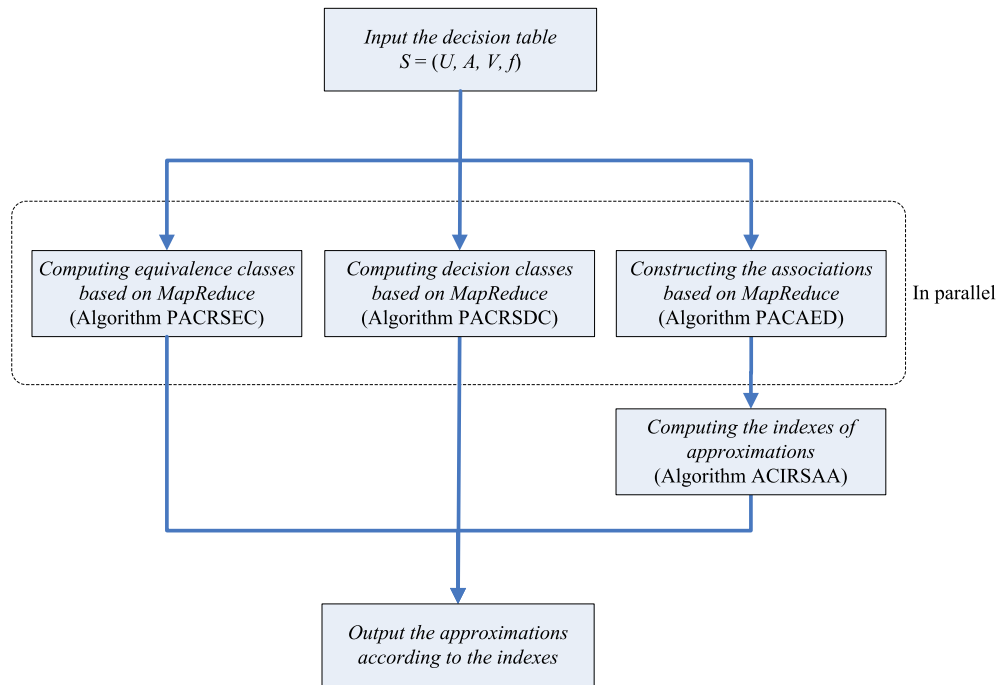 Input the decision table
S = (U, A, V, f)
Computing equivalence classes
based on MapReduce
(Algorithm PACRSEC)
Computing decision classes
based on MapReduce
(Algorithm PACRSDC)
Constructing the associations
based on MapReduce
(Algorithm PACAED)
In parallel
Computing the indexes of
approximations
(Algorithm ACIRSAA)
Output the approximations
according to the indexes